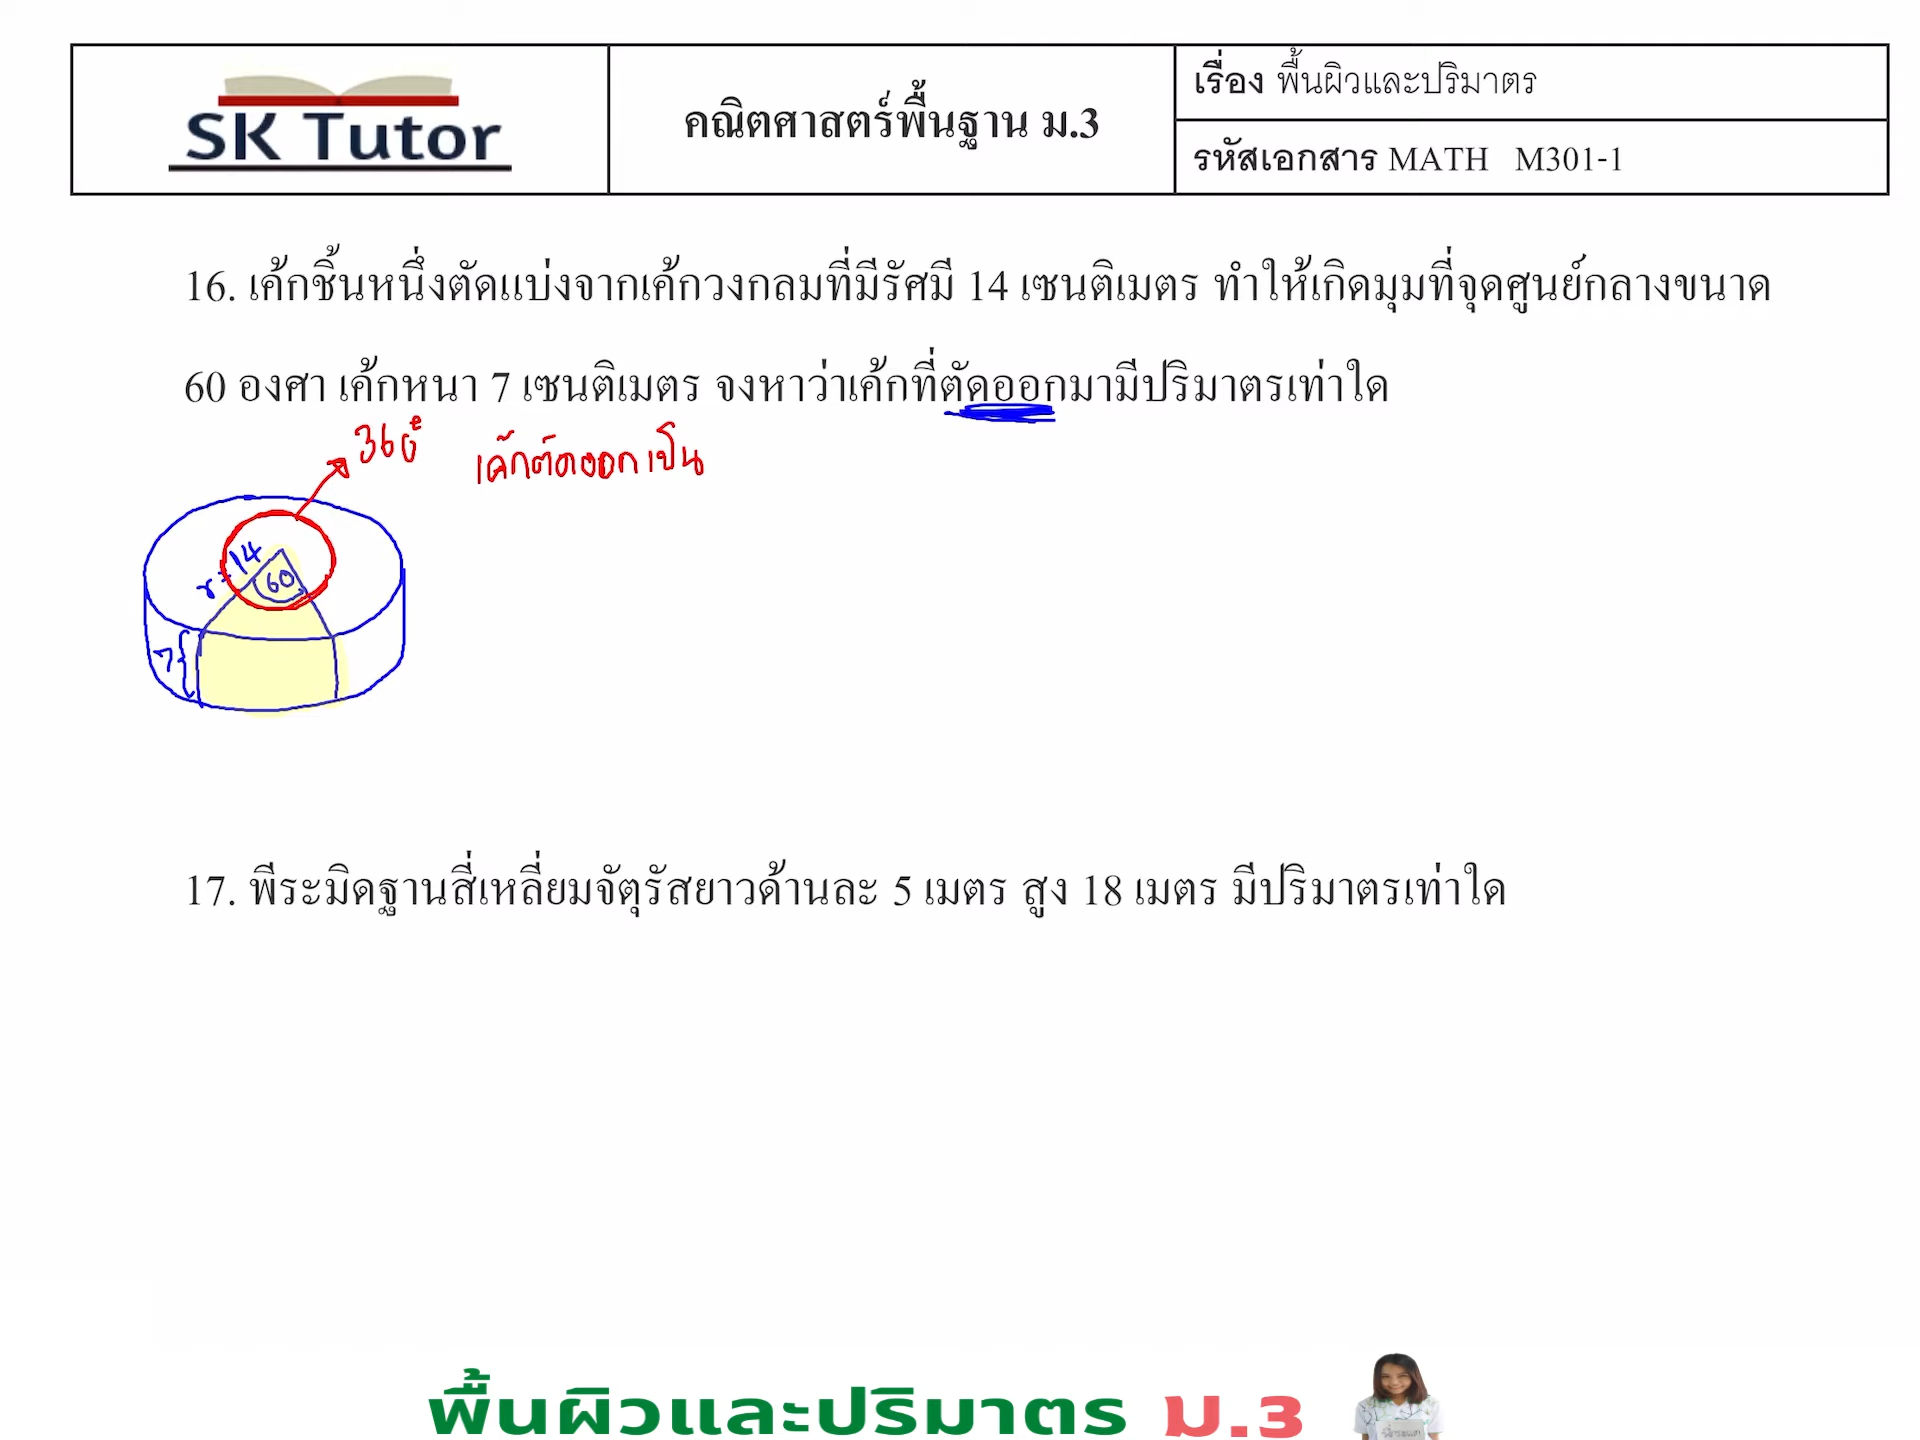 SK Tutor
คณิตศาสตร์พื้นฐาน ม.3
เรื่อง พื้นผิวและปริมาตร
รหัสเอกสาร MATH M301-1
16. เค้กชิ้นหนึ่งตัดแบ่งจากเค้กวงกลมที่มีรัศมี 14 เซนติเมตร ทำให้เกิดมุมที่จุดศูนย์กลางขนาด
60 องศา เค้กหนา 7 เซนติเมตร จงหาว่าเค้กที่ตัดออกมามีปริมาตรเท่าใด
360° เค้กตัดออกเป็น
r = 14
60
7
17. พีระมิดฐานสี่เหลี่ยมจัตุรัสยาวด้านละ 5 เมตร สูง 18 เมตร มีปริมาตรเท่าใด
พื้นผิวและปริมาตร ม.3